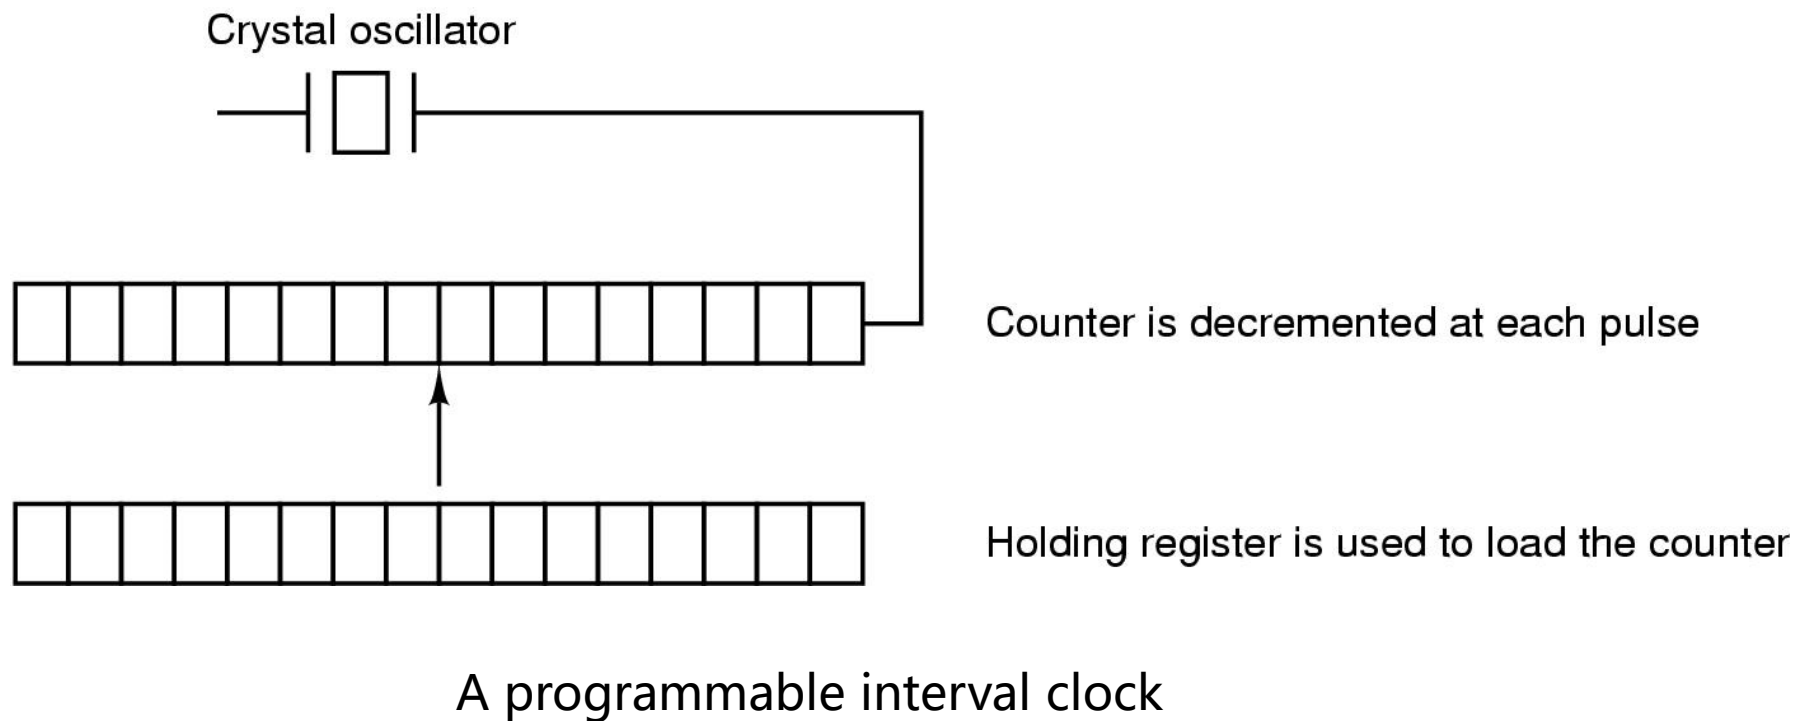 Crystal oscillator
Counter is decremented at each pulse
Holding register is used to load the counter
A programmable interval clock